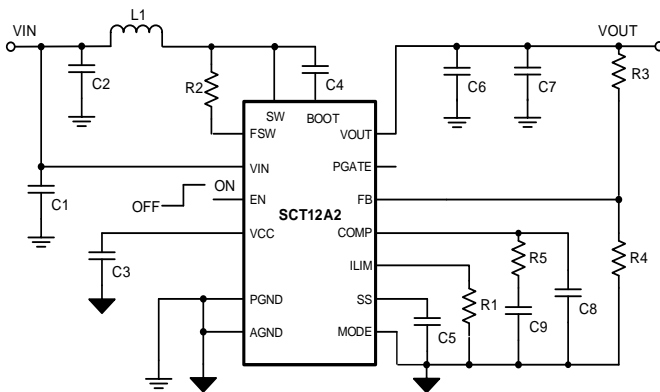 VIN
L1
VOUT
C2
R2
C4
C6
C7
R3
SW
BOOT
FSW
VOUT
VIN
PGATE
C1
OFF
ON
EN
SCT12A2
FB
VCC
COMP
C3
ILIM
R5
R4
PGND
SS
R1
C8
C5
C9
AGND
MODE